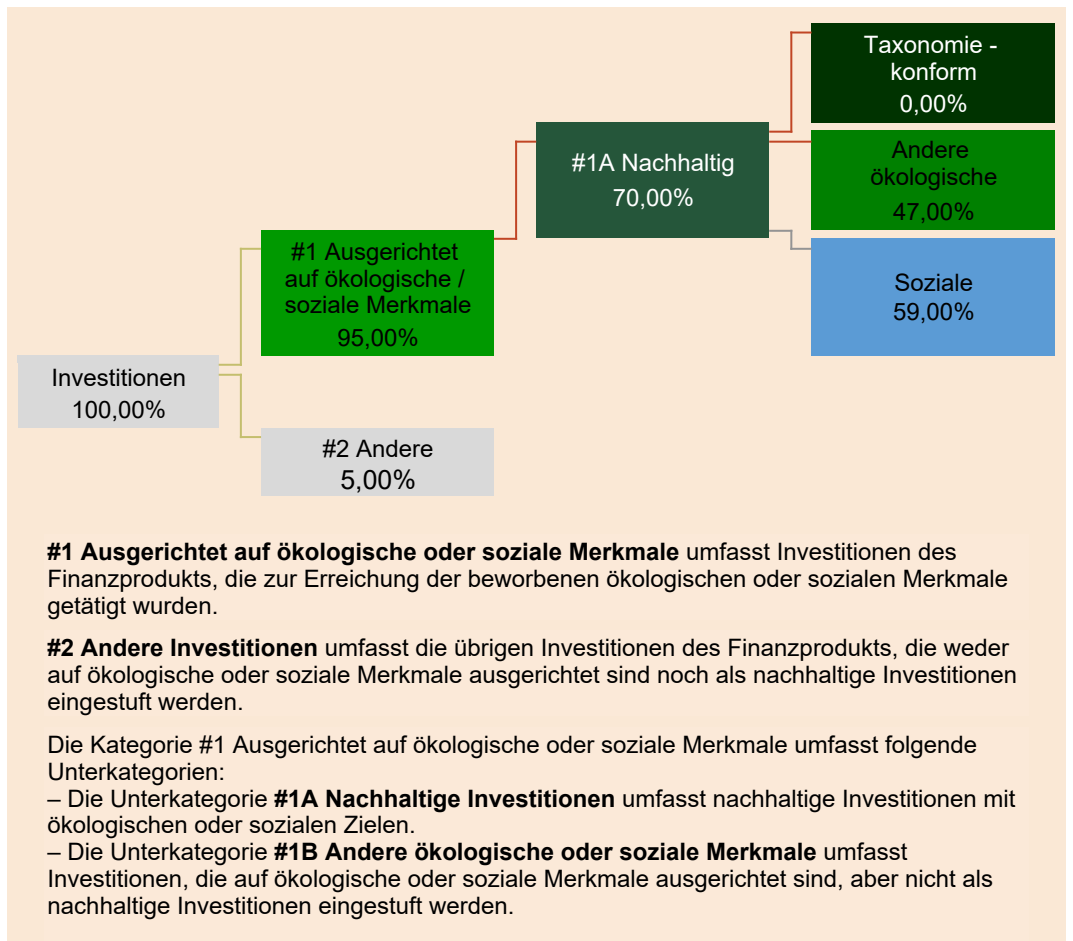 Taxonomie -
konform
0,00%
#1A Nachhaltig
70,00%
Andere
ökologische
47,00%
#1 Ausgerichtet
auf ökologische /
soziale Merkmale
95,00%
Soziale
59,00%
Investitionen
100,00%
#2 Andere
5,00%
#1 Ausgerichtet auf ökologische oder soziale Merkmale umfasst Investitionen des
Finanzprodukts, die zur Erreichung der beworbenen ökologischen oder sozialen Merkmale
getätigt wurden.
#2 Andere Investitionen umfasst die übrigen Investitionen des Finanzprodukts, die weder
auf ökologische oder soziale Merkmale ausgerichtet sind noch als nachhaltige Investitionen
eingestuft werden.
Die Kategorie #1 Ausgerichtet auf ökologische oder soziale Merkmale umfasst folgende
Unterkategorien:
– Die Unterkategorie #1A Nachhaltige Investitionen umfasst nachhaltige Investitionen mit
ökologischen oder sozialen Zielen.
– Die Unterkategorie #1B Andere ökologische oder soziale Merkmale umfasst
Investitionen, die auf ökologische oder soziale Merkmale ausgerichtet sind, aber nicht als
nachhaltige Investitionen eingestuft werden.